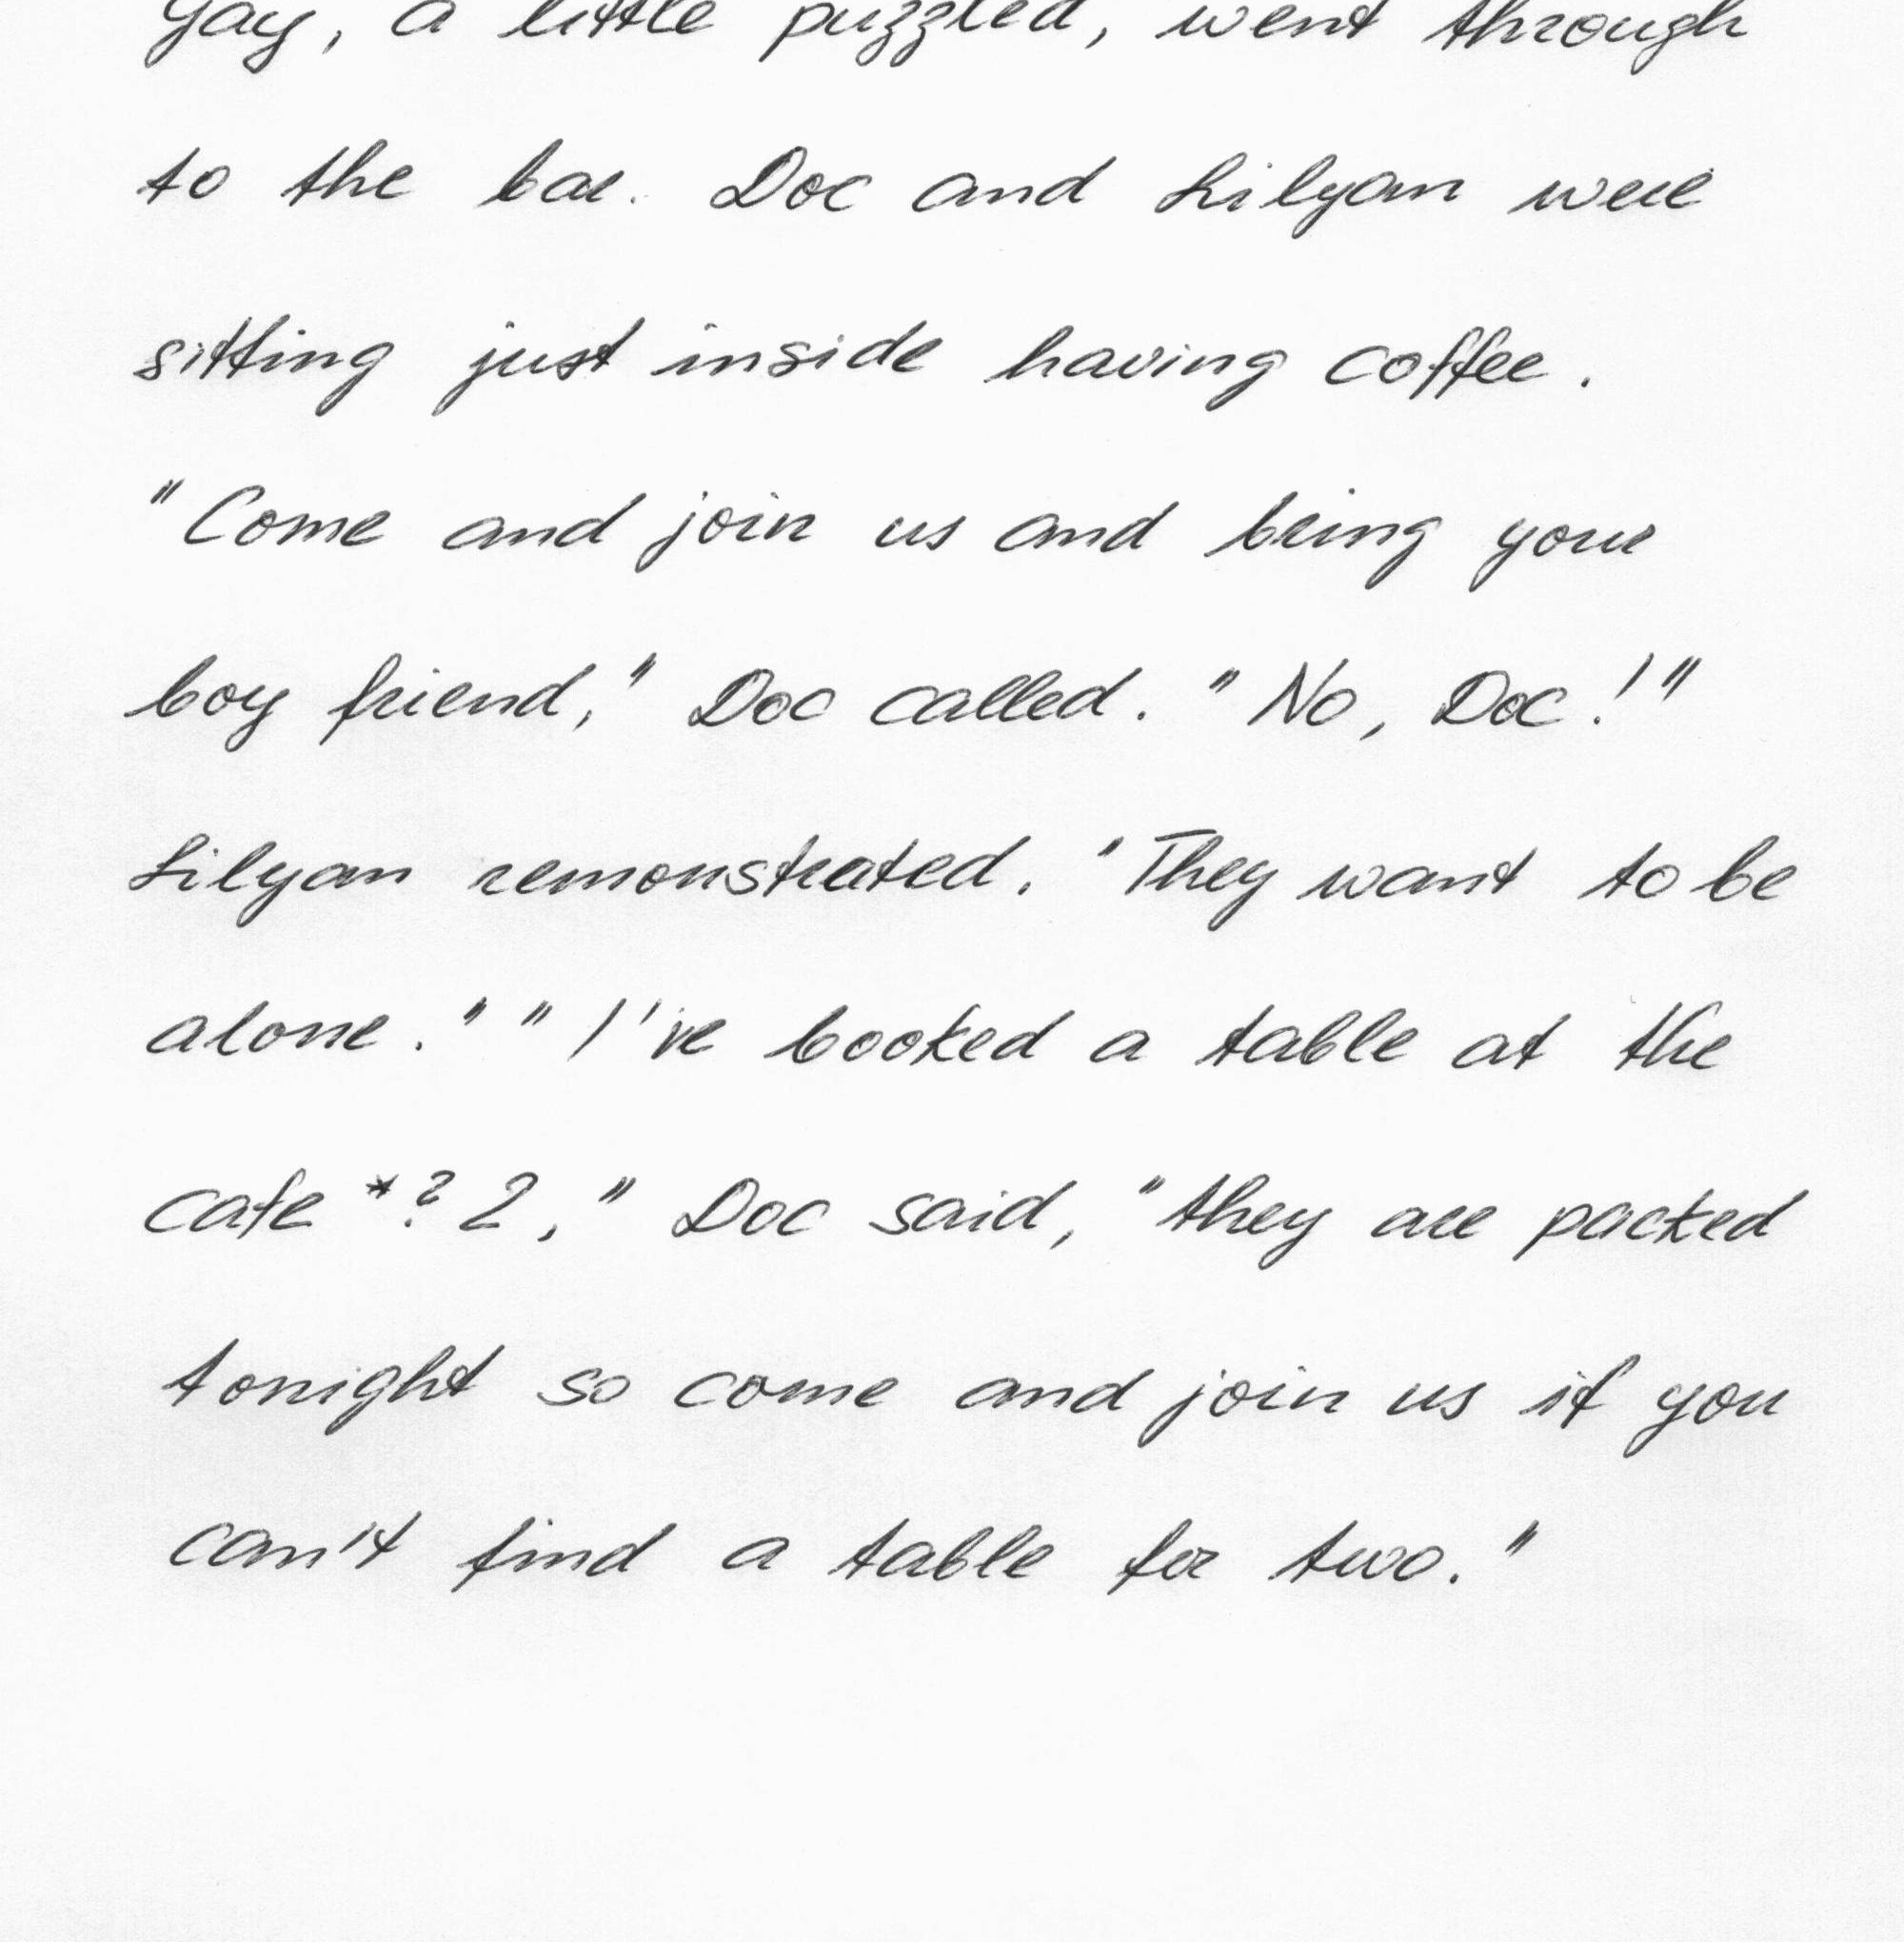 Gay, a little puzzled, went through
to the bar. Doc and Lilyan were
sitting just inside having coffee.
"Come and join us and bring your
boy friend," Doc called. "No, Doc!"
Lilyan remonstrated. "They want to be
alone." "I've booked a table at the
cafe *?2," Doc said, "they are packed
tonight so come and join us if you
can't find a table for two."